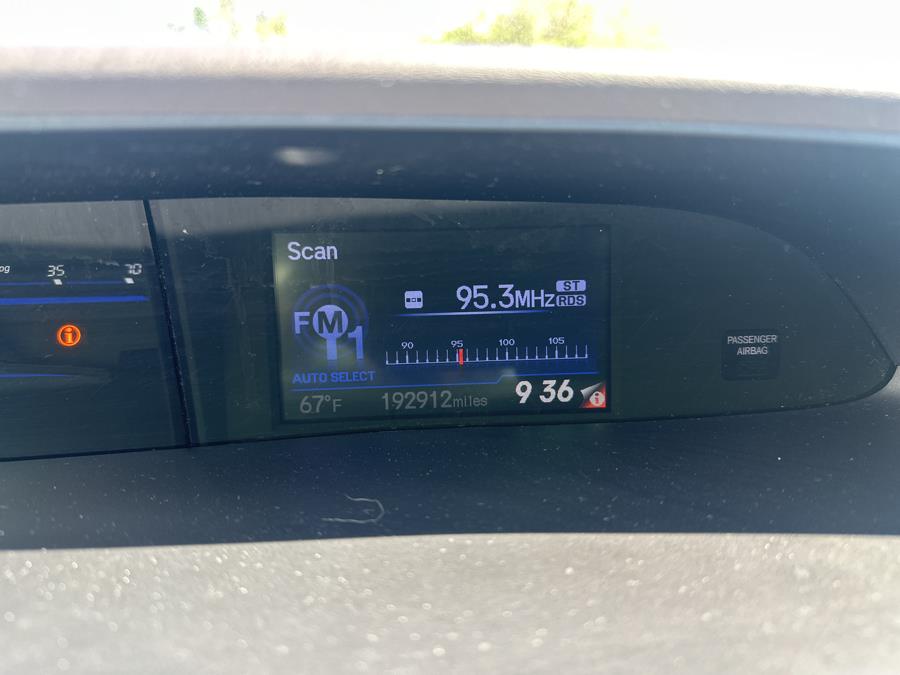 Scan
35 70
95.3MHz ST
RDS
FM1
90 95 100 105
AUTO SELECT
67°F 192912miles 9 36
PASSENGER
AIRBAG